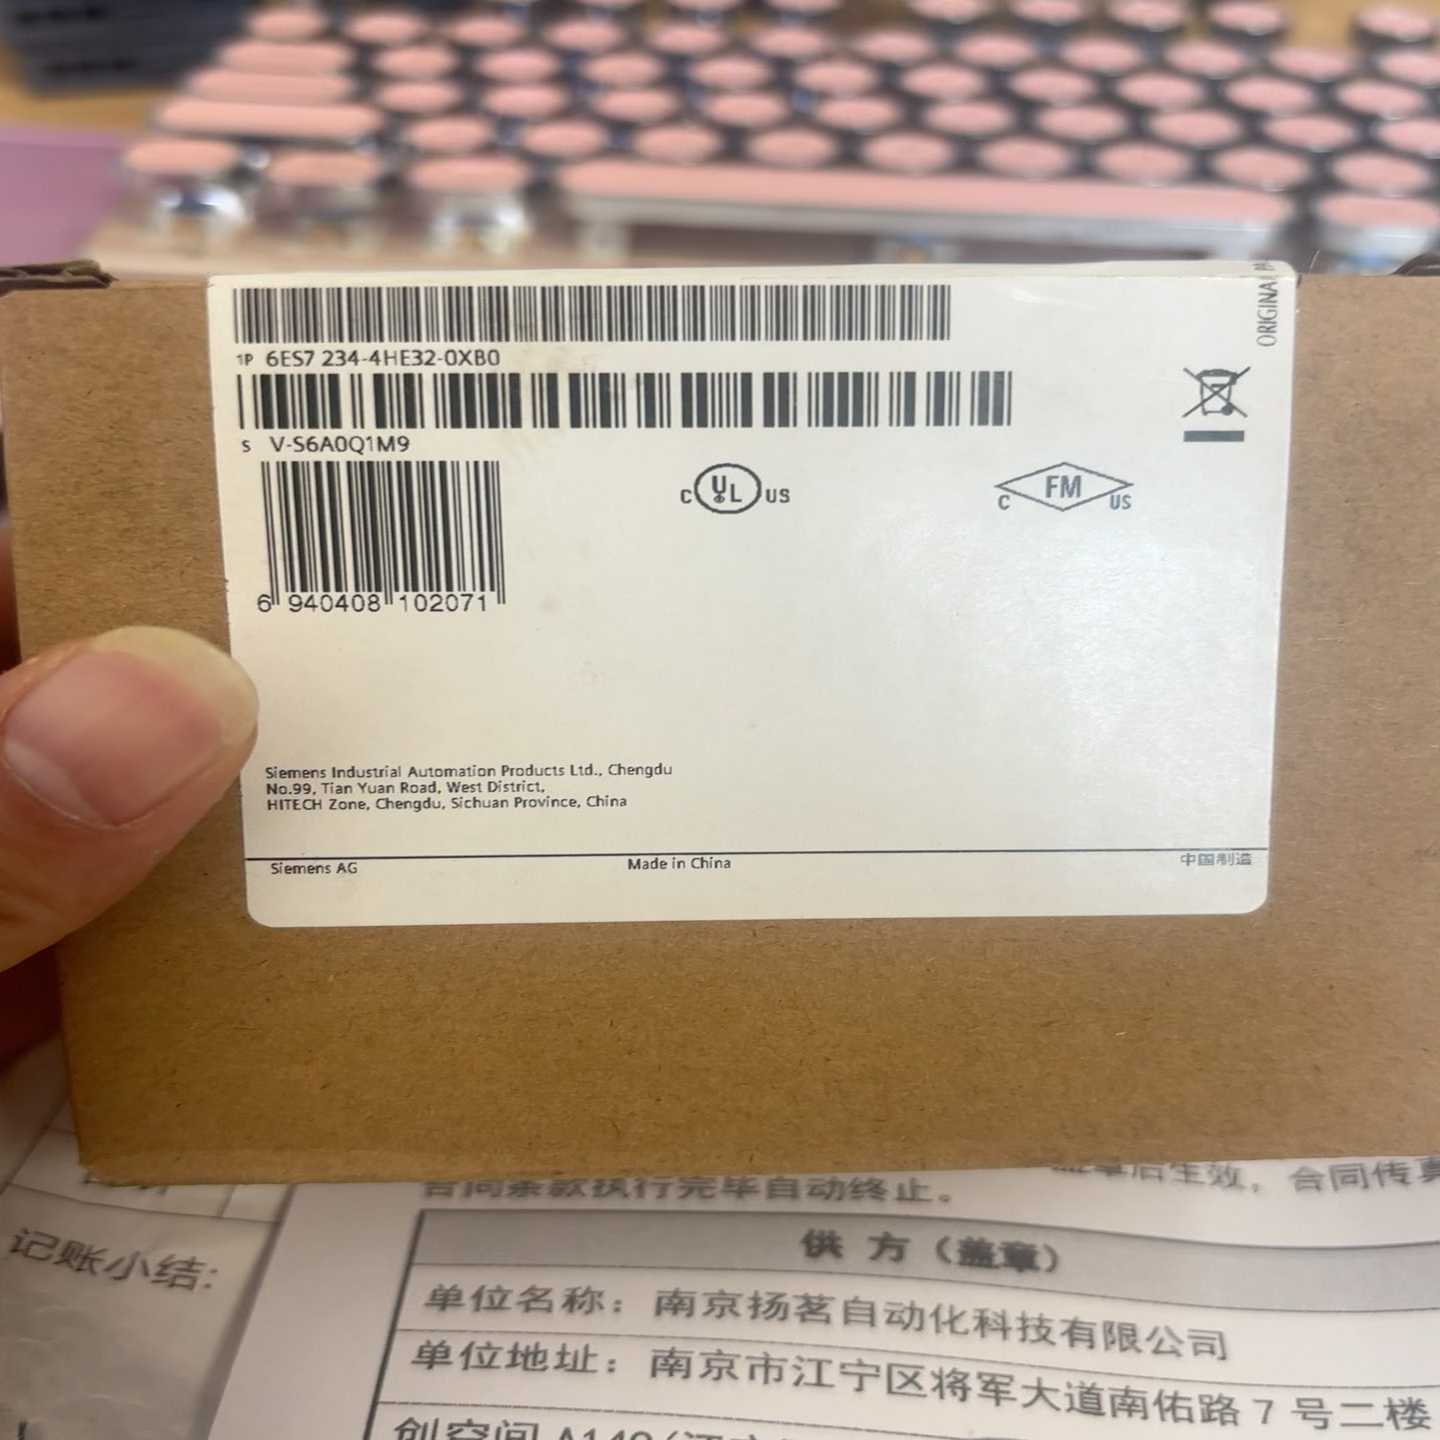 ORIGINAL
1P 6ES7 234-4HE32-0XB0
S V-S6A0Q1M9
C UL US
C FM US
6 940408 102071
Siemens Industrial Automation Products Ltd., Chengdu
No.99, Tian Yuan Road, West District,
HITECH Zone, Chengdu, Sichuan Province, China
Siemens AG Made in China 中国制造
后生效，合同传真
合同条款执行完毕自动终止。
供 方（盖章）
记账小结:
单位名称：南京扬茗自动化科技有限公司
单位地址：南京市江宁区将军大道南佑路 7 号二楼
创空间